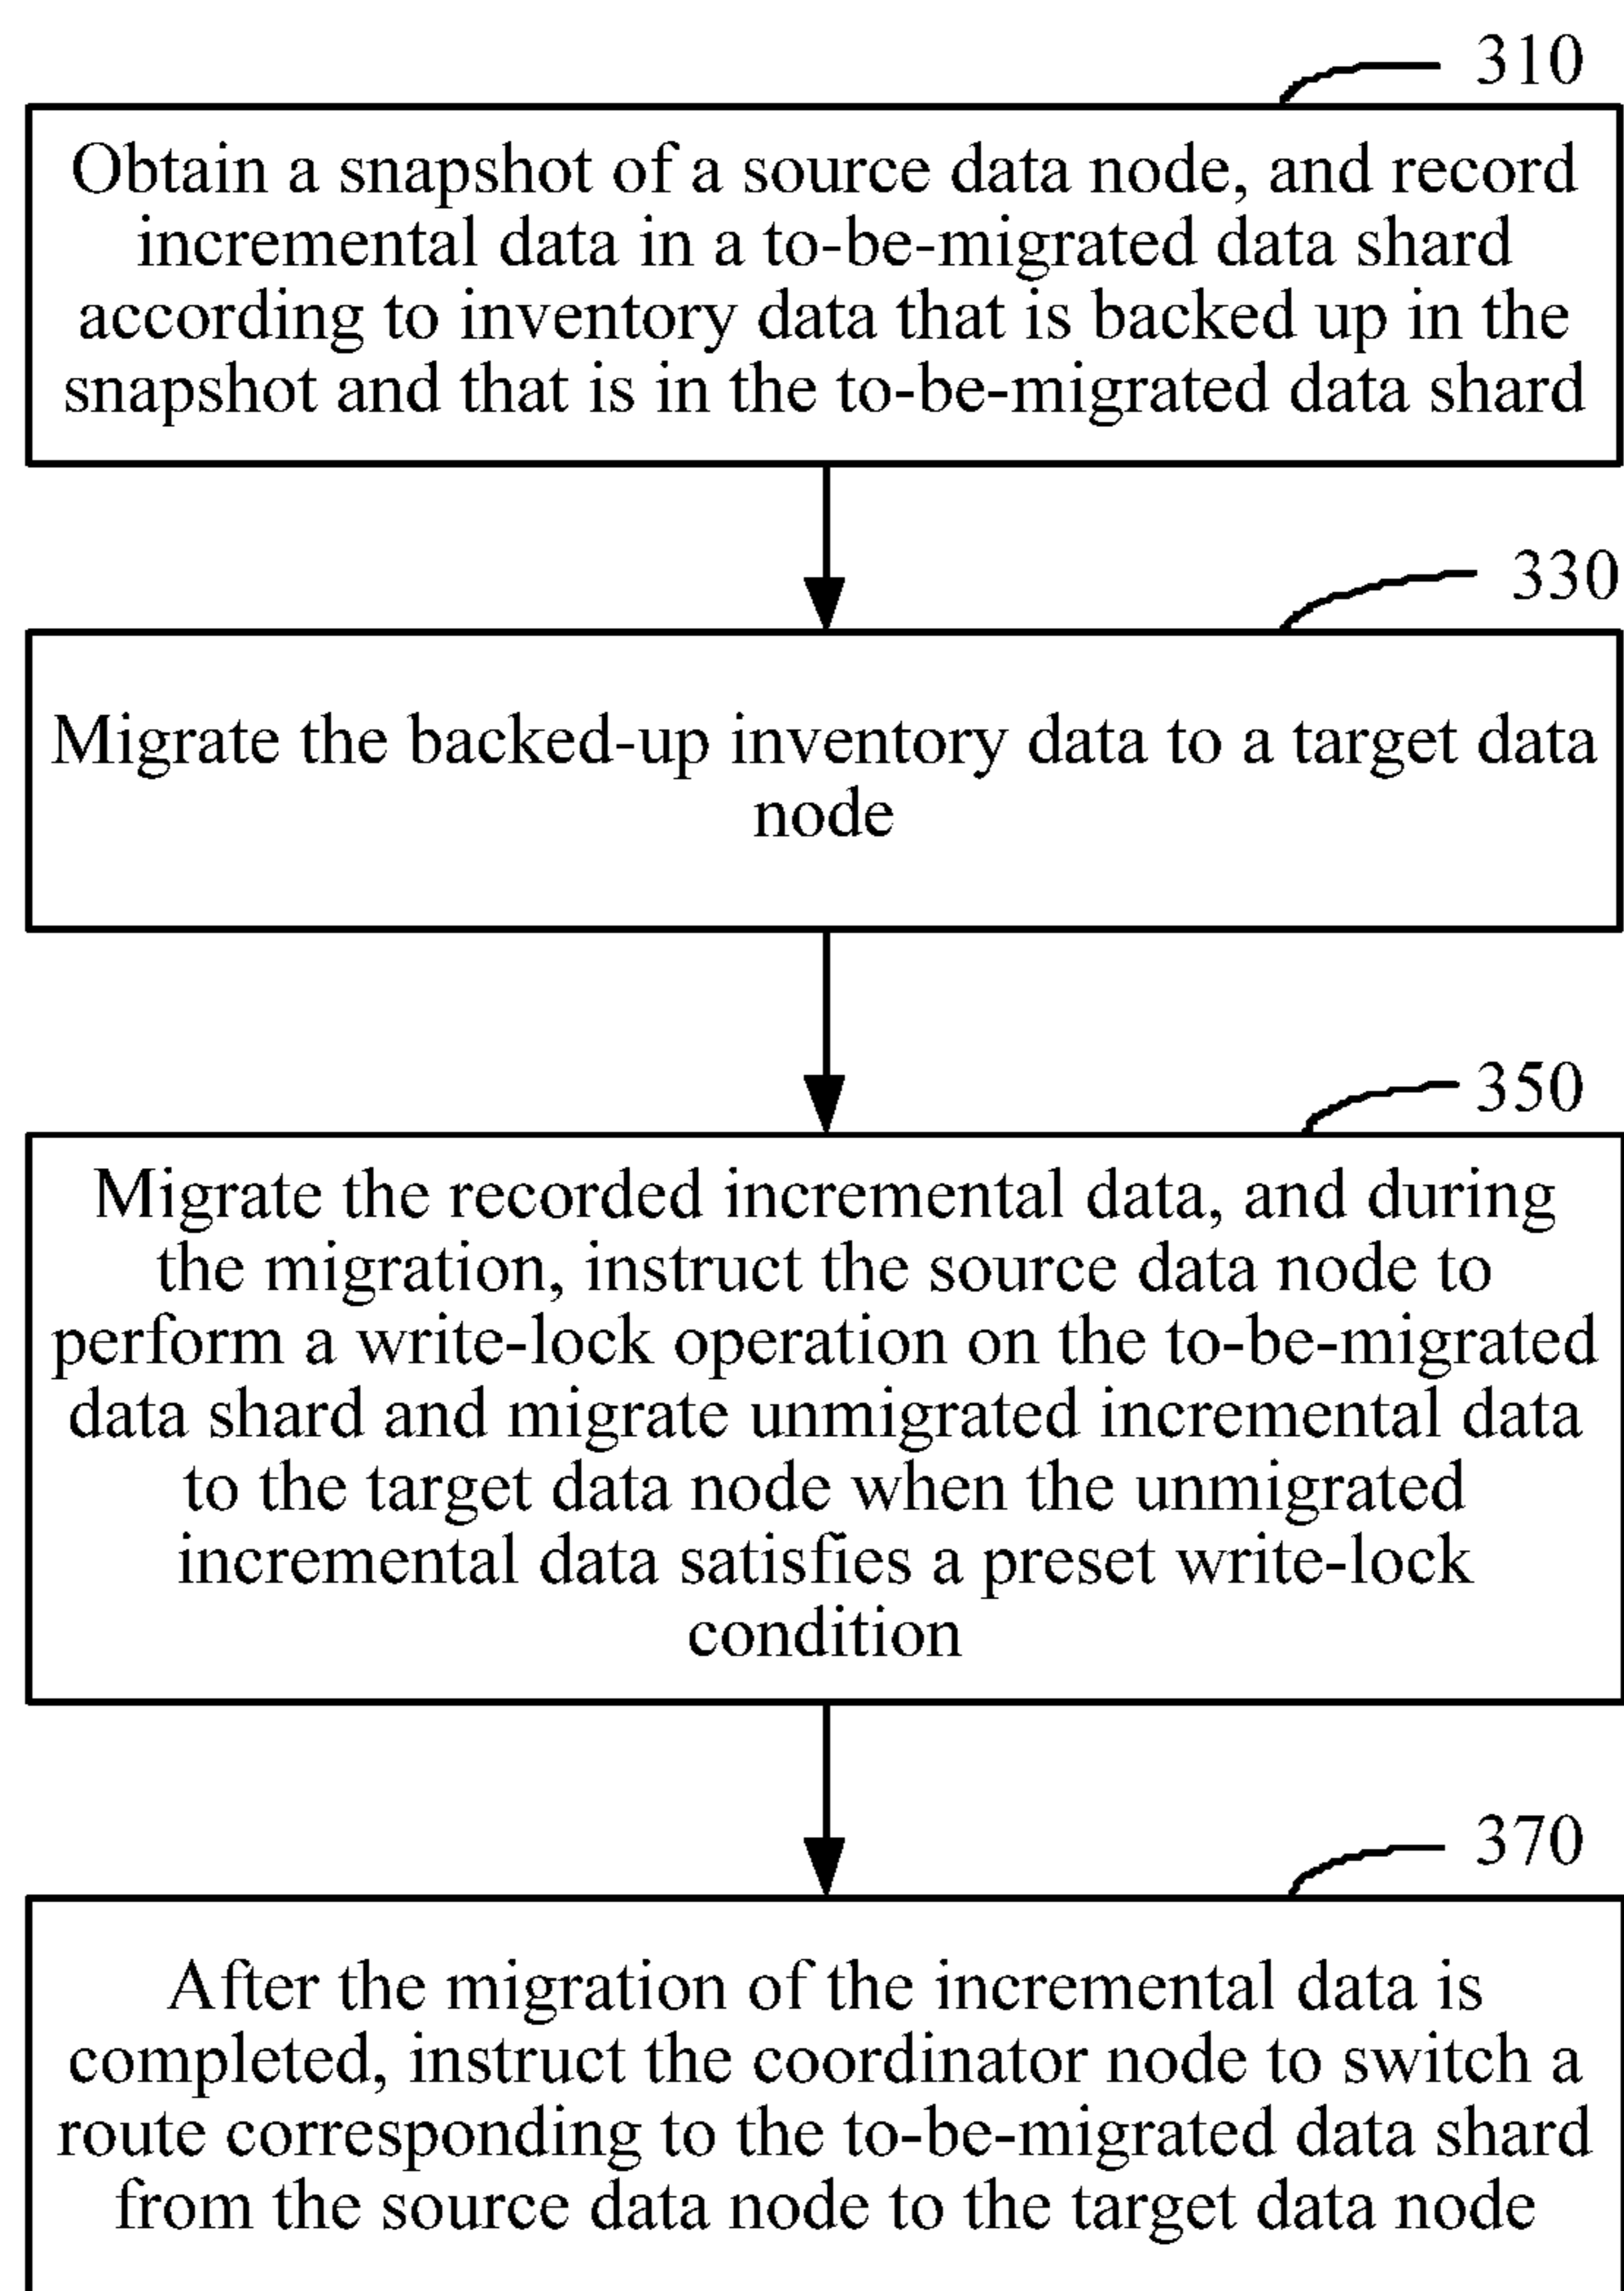 310
Obtain a snapshot of a source data node, and record
incremental data in a to-be-migrated data shard
according to inventory data that is backed up in the
snapshot and that is in the to-be-migrated data shard
330
Migrate the backed-up inventory data to a target data
node
350
Migrate the recorded incremental data, and during
the migration, instruct the source data node to
perform a write-lock operation on the to-be-migrated
data shard and migrate unmigrated incremental data
to the target data node when the unmigrated
incremental data satisfies a preset write-lock
condition
370
After the migration of the incremental data is
completed, instruct the coordinator node to switch a
route corresponding to the to-be-migrated data shard
from the source data node to the target data node